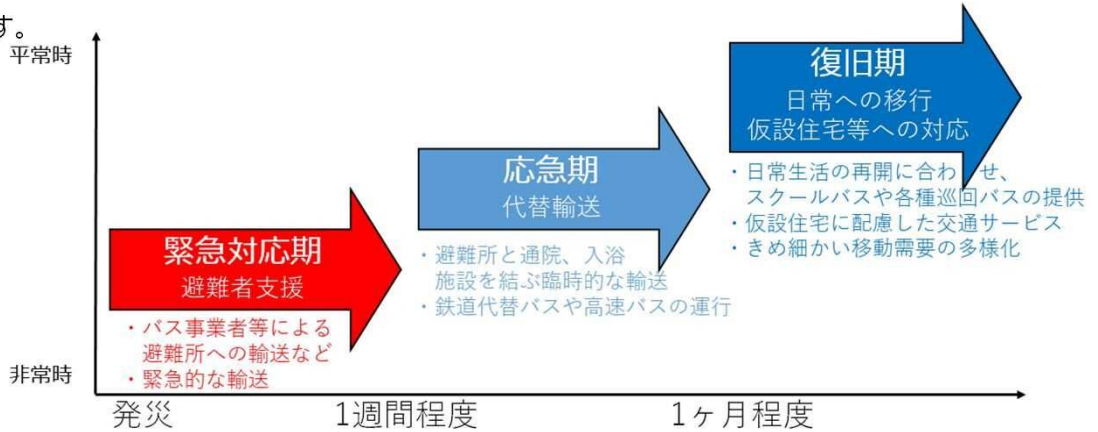 す。
平常時
復旧期
日常への移行
仮設住宅等への対応
・日常生活の再開に合わせ、
スクールバスや各種巡回バスの提供
・仮設住宅に配慮した交通サービス
・きめ細かい移動需要の多様化
応急期
代替輸送
・避難所と通院、入浴
施設を結ぶ臨時的な輸送
・鉄道代替バスや高速バスの運行
緊急対応期
避難者支援
・バス事業者等による
避難所への輸送など
・緊急的な輸送
非常時
発災
1週間程度
1ヶ月程度